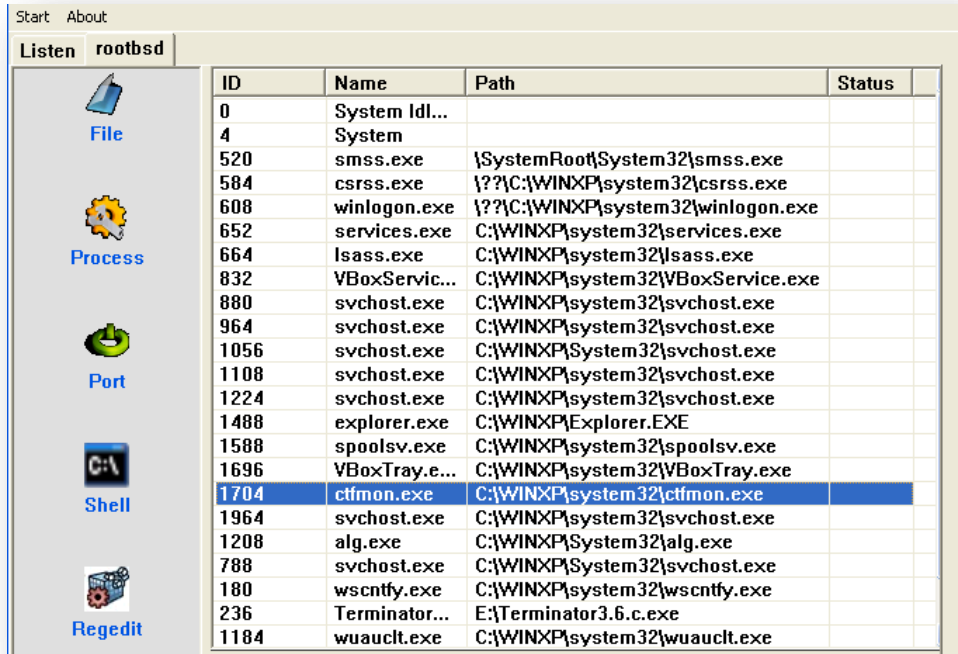 Start About
Listen rootbsd
File
Process
Port
Shell
Regedit
ID Name Path Status
0 System Idl...
4 System
520 smss.exe \SystemRoot\System32\smss.exe
584 csrss.exe \??\C:\WINXP\system32\csrss.exe
608 winlogon.exe \??\C:\WINXP\system32\winlogon.exe
652 services.exe C:\WINXP\system32\services.exe
664 lsass.exe C:\WINXP\system32\lsass.exe
832 VBoxServic... C:\WINXP\system32\VBoxService.exe
880 svchost.exe C:\WINXP\system32\svchost.exe
964 svchost.exe C:\WINXP\system32\svchost.exe
1056 svchost.exe C:\WINXP\System32\svchost.exe
1108 svchost.exe C:\WINXP\system32\svchost.exe
1224 svchost.exe C:\WINXP\system32\svchost.exe
1488 explorer.exe C:\WINXP\Explorer.EXE
1588 spoolsv.exe C:\WINXP\system32\spoolsv.exe
1696 VBoxTray.e... C:\WINXP\system32\VBoxTray.exe
1704 ctfmon.exe C:\WINXP\system32\ctfmon.exe
1964 svchost.exe C:\WINXP\system32\svchost.exe
1208 alg.exe C:\WINXP\System32\alg.exe
788 svchost.exe C:\WINXP\System32\svchost.exe
180 wscntfy.exe C:\WINXP\system32\wscntfy.exe
236 Terminator... E:\Terminator3.6.c.exe
1184 wuauclt.exe C:\WINXP\system32\wuauclt.exe